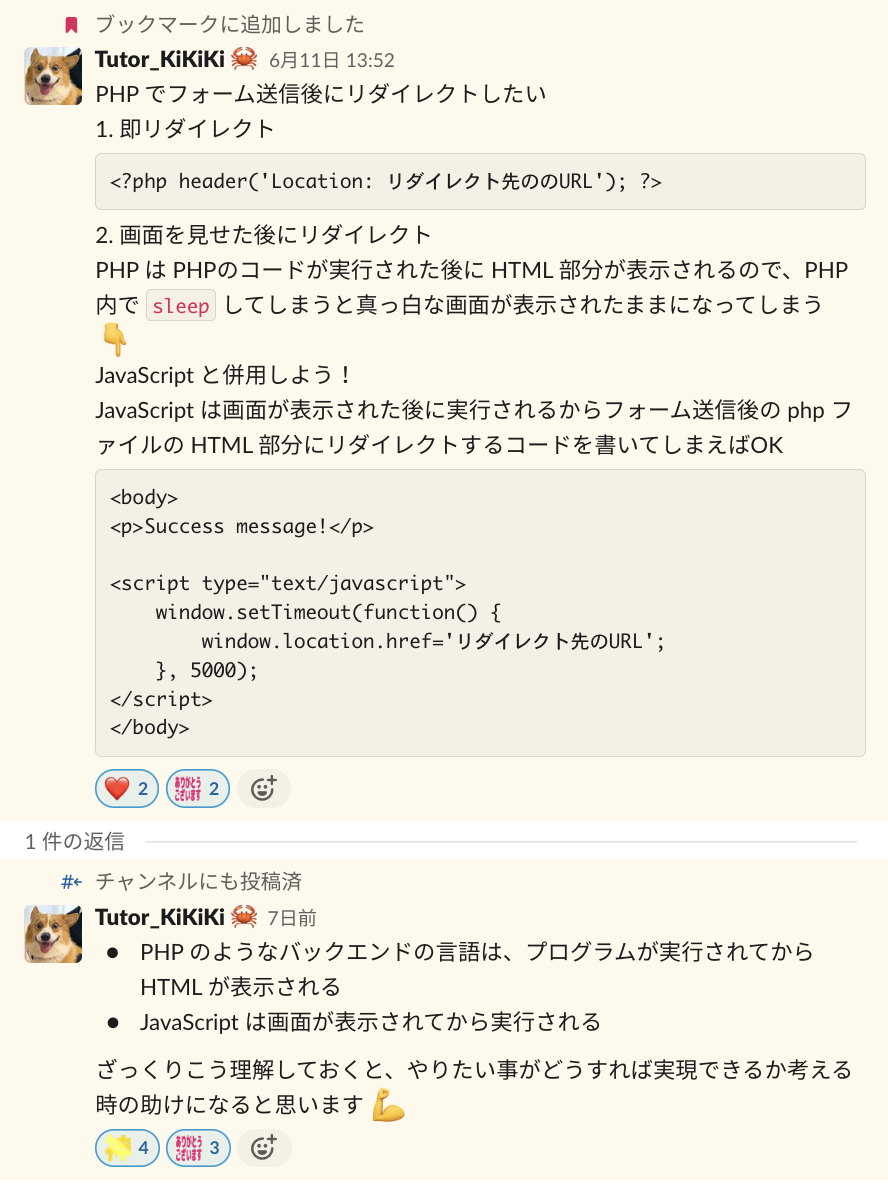 ブックマークに追加しました
Tutor_KiKiKi 6月11日 13:52
PHP でフォーム送信後にリダイレクトしたい
1. 即リダイレクト
<?php header('Location: リダイレクト先ののURL'); ?>
2. 画面を見せた後にリダイレクト
PHP は PHPのコードが実行された後に HTML 部分が表示されるので、PHP
内で sleep してしまうと真っ白な画面が表示されたままになってしまう
JavaScript と併用しよう！
JavaScript は画面が表示された後に実行されるからフォーム送信後の php フ
ァイルの HTML 部分にリダイレクトするコードを書いてしまえばOK
<body>
<p>Success message!</p>
<script type="text/javascript">
window.setTimeout(function() {
window.location.href='リダイレクト先のURL';
}, 5000);
</script>
</body>
2 ありがとうございます 2
1 件の返信
チャンネルにも投稿済
Tutor_KiKiKi 7日前
● PHP のようなバックエンドの言語は、プログラムが実行されてから
HTML が表示される
● JavaScript は画面が表示されてから実行される
ざっくりこう理解しておくと、やりたい事がどうすれば実現できるか考える
時の助けになると思います
4 ありがとうございます 3